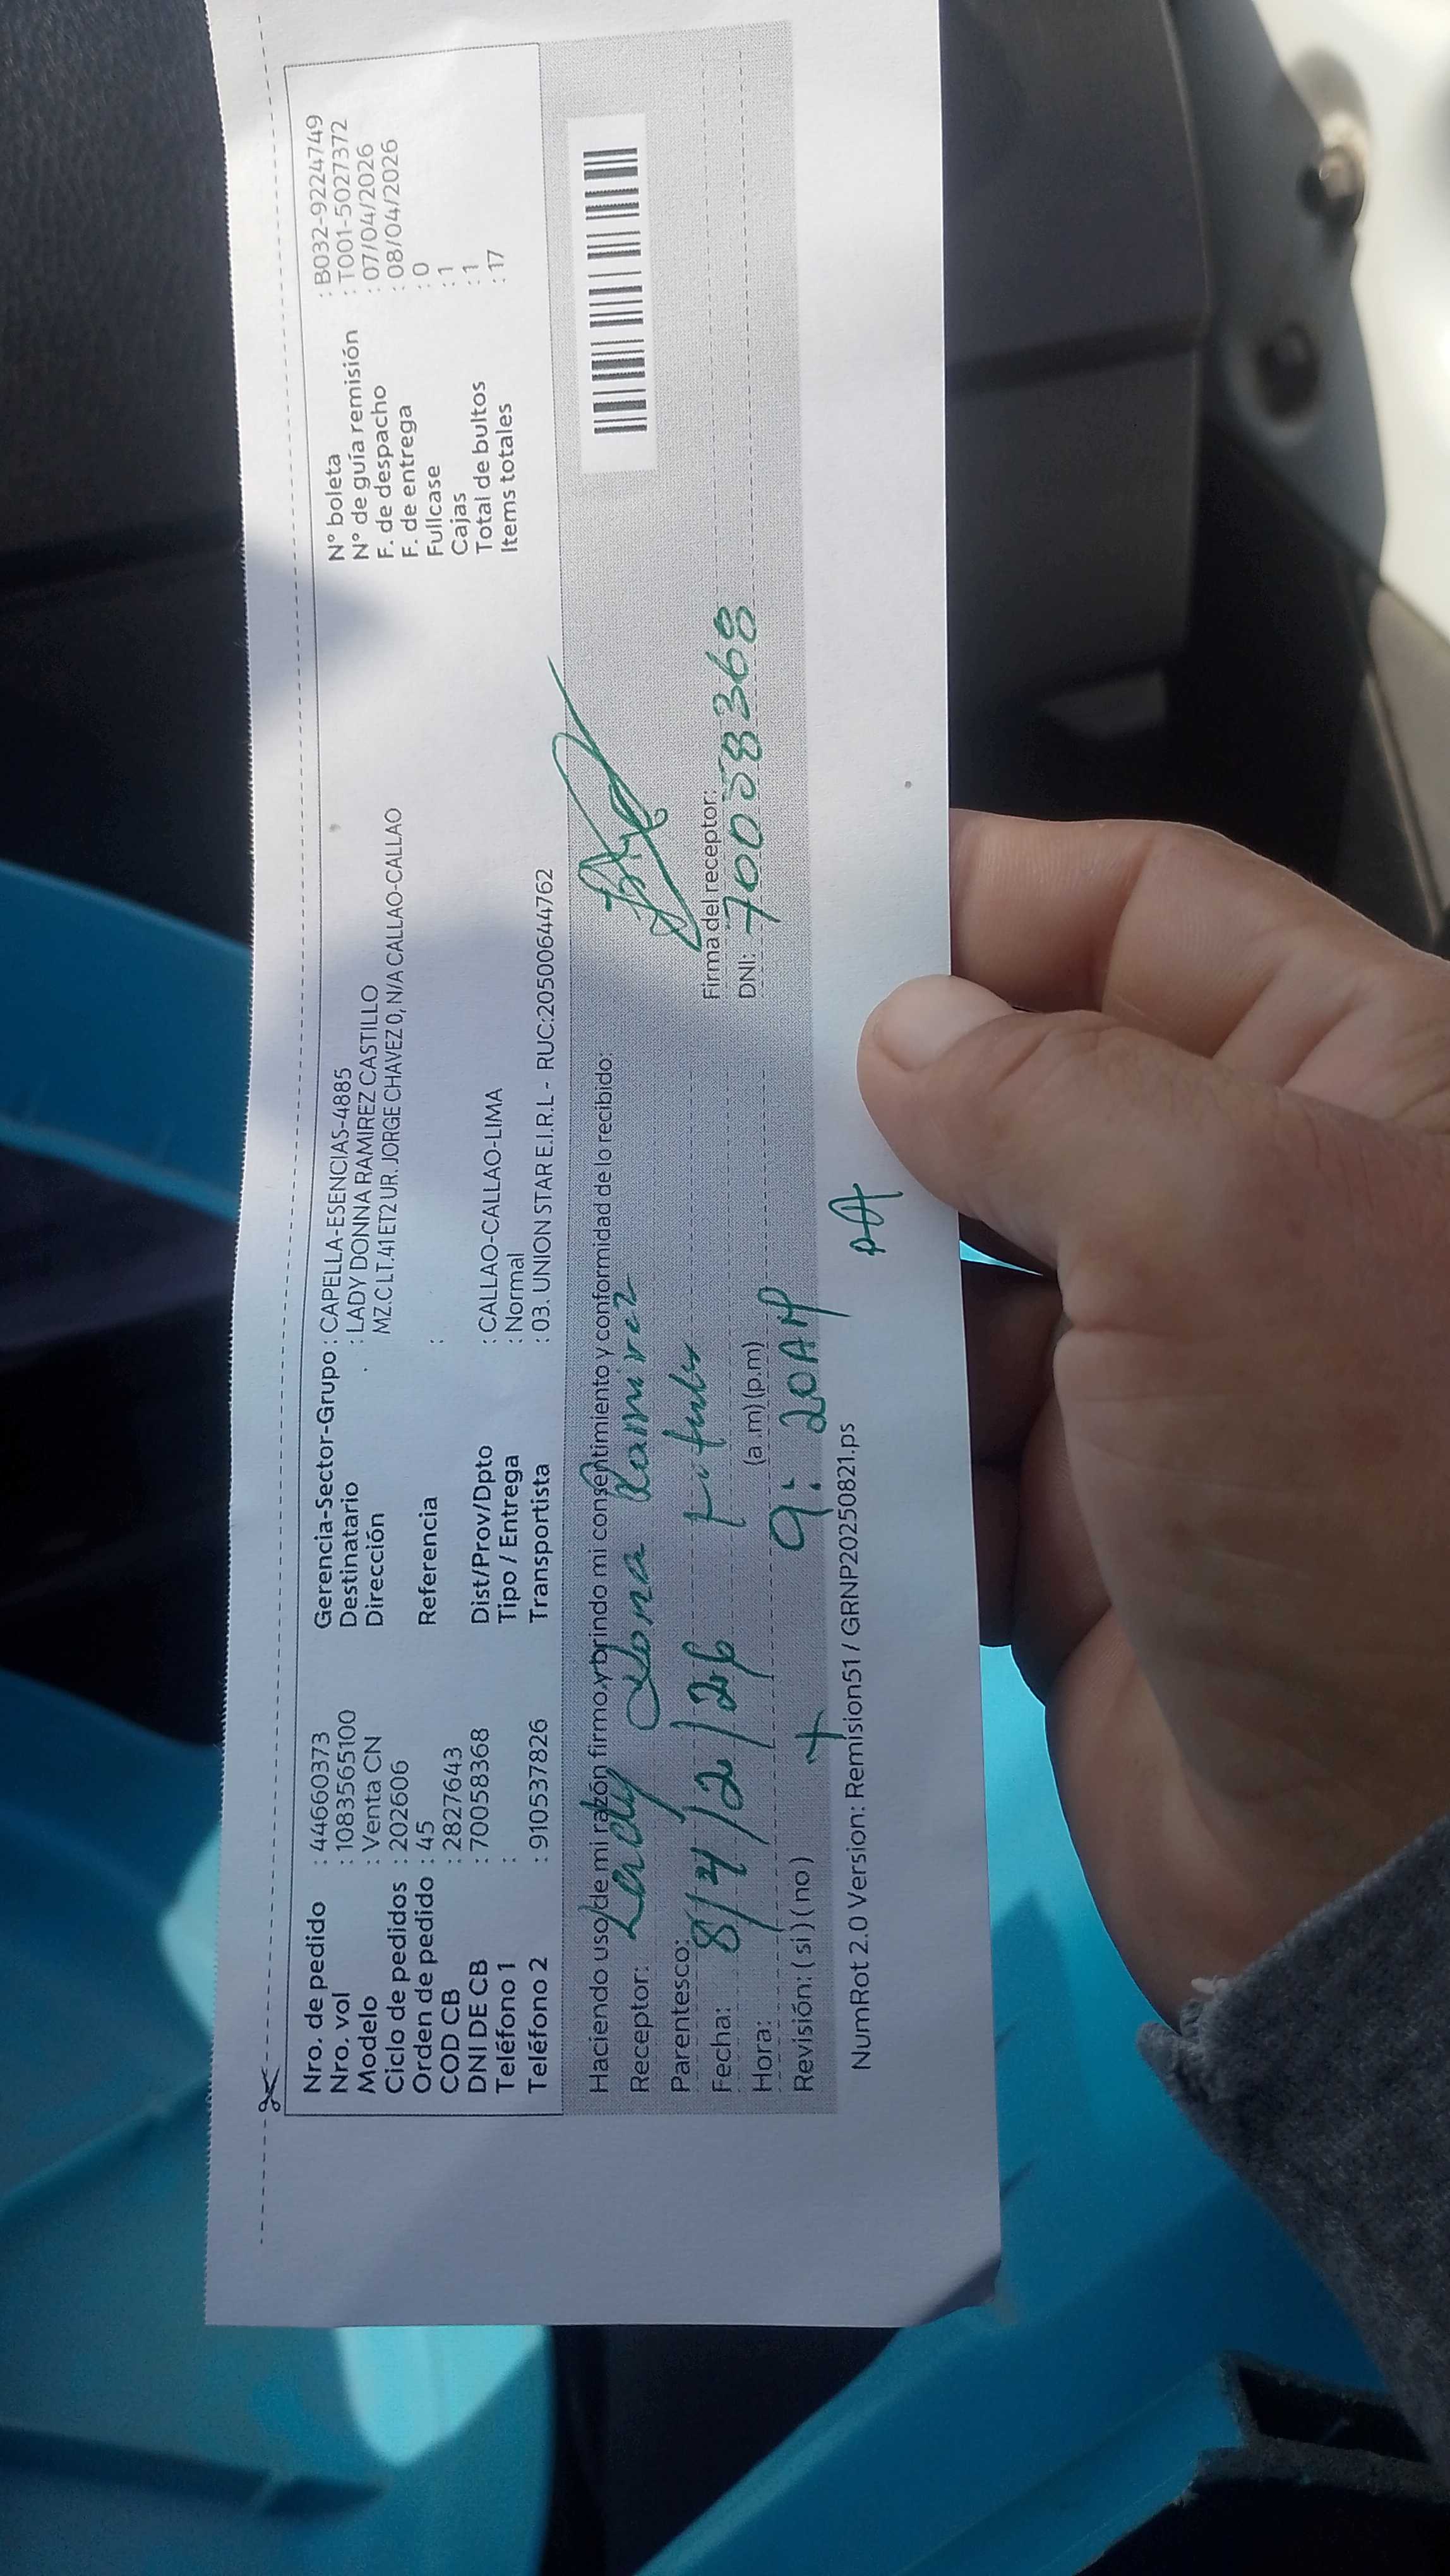 Nro. de pedido : 44660373
Nro. vol : 1083565100
Modelo : Venta CN
Ciclo de pedidos : 202606
Orden de pedido : 45
COD CB : 2827643
DNI DE CB : 70058368
Teléfono 1 :
Teléfono 2 : 910537826
Gerencia-Sector-Grupo : CAPELLA-ESENCIAS-4885
Destinatario : LADY DONNA RAMIREZ CASTILLO
Dirección MZ.C LT.41 ET2 UR. JORGE CHAVEZ 0, N/A CALLAO-CALLAO
Referencia :
Dist/Prov/Dpto : CALLAO-CALLAO-LIMA
Tipo / Entrega : Normal
Transportista : 03. UNION STAR E.I.R.L - RUC:20500644762
N° boleta : B032-9224749
N° de guía remisión : T001-5027372
F. de despacho : 07/04/2026
F. de entrega : 08/04/2026
Fullcase : 0
Cajas : 1
Total de bultos : 1
Items totales : 17
Haciendo uso de mi razón firmo y brindo mi consentimiento y conformidad de lo recibido:
Receptor: Lady Dona Ramirez
Parentesco:
Fecha: 8/4/2/26
Hora: 9:20AM (a.m) (p.m)
Revisión: ( si ) ( no )
Firma del receptor:
DNI: 70058368
NumRot 2.0 Version: Remision51 / GRNP20250821.ps